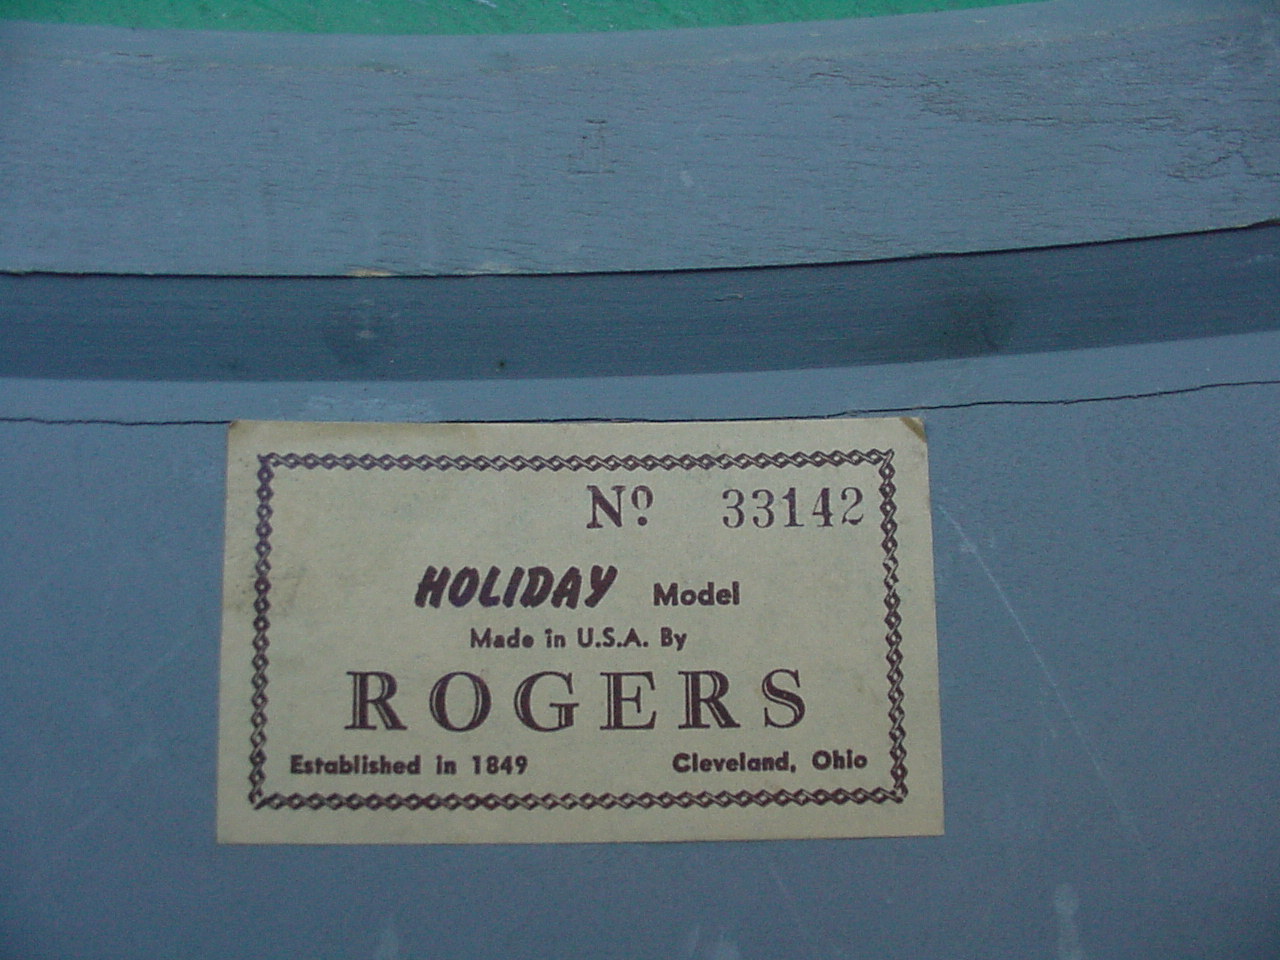 Nº 33142
HOLIDAY Model
Made in U.S.A. By
ROGERS
Established in 1849 Cleveland, Ohio